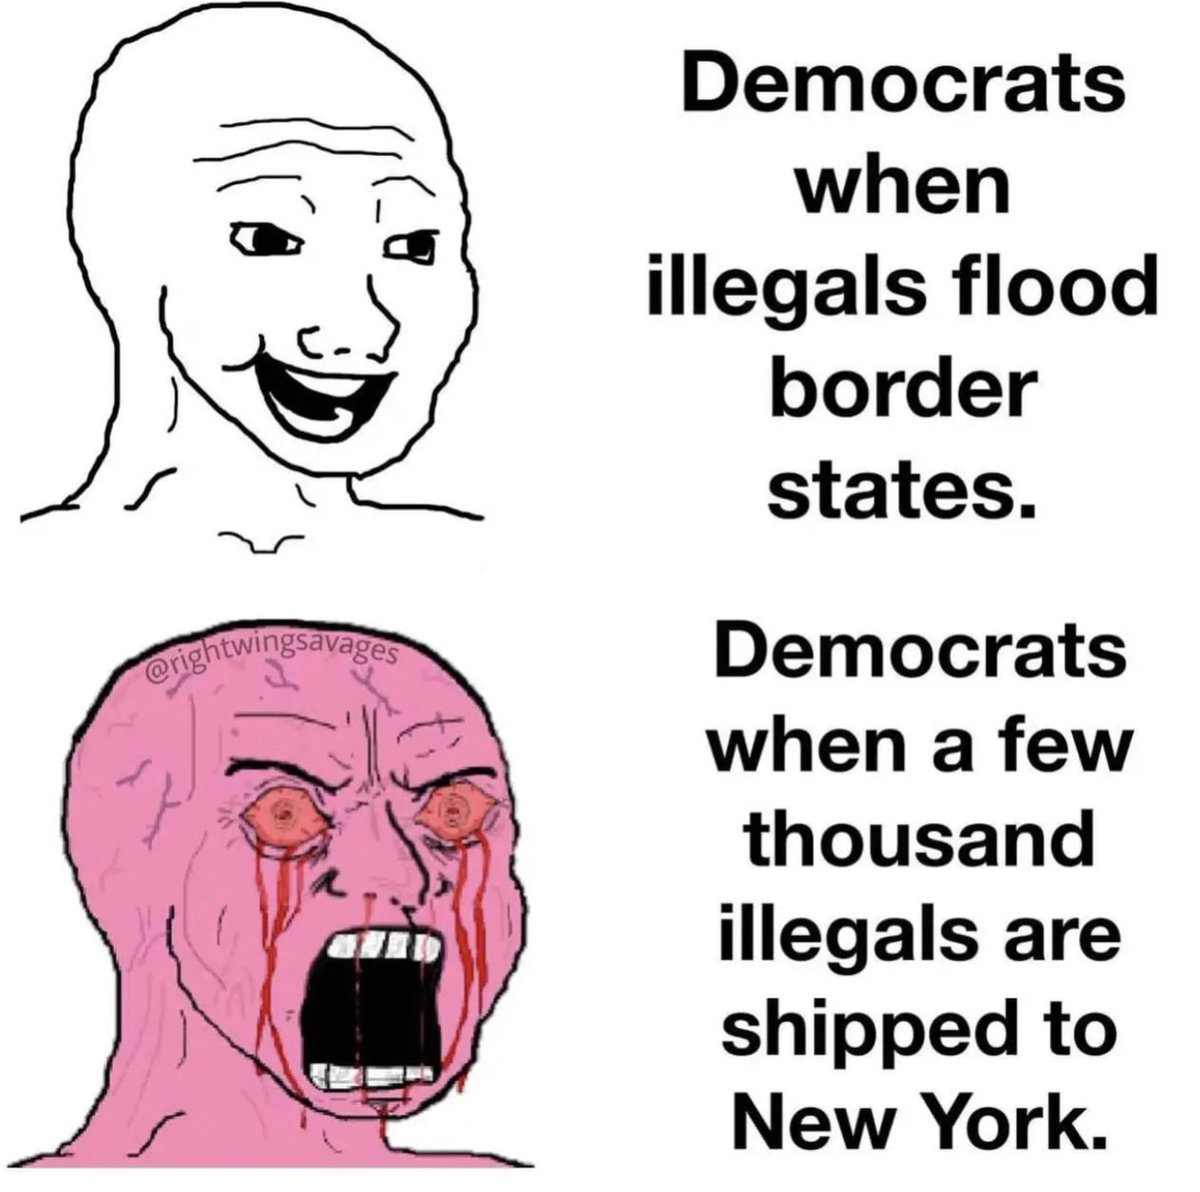 Democrats
when
illegals flood
border
states.
@rightwingsavages
Democrats
when a few
thousand
illegals are
shipped to
New York.